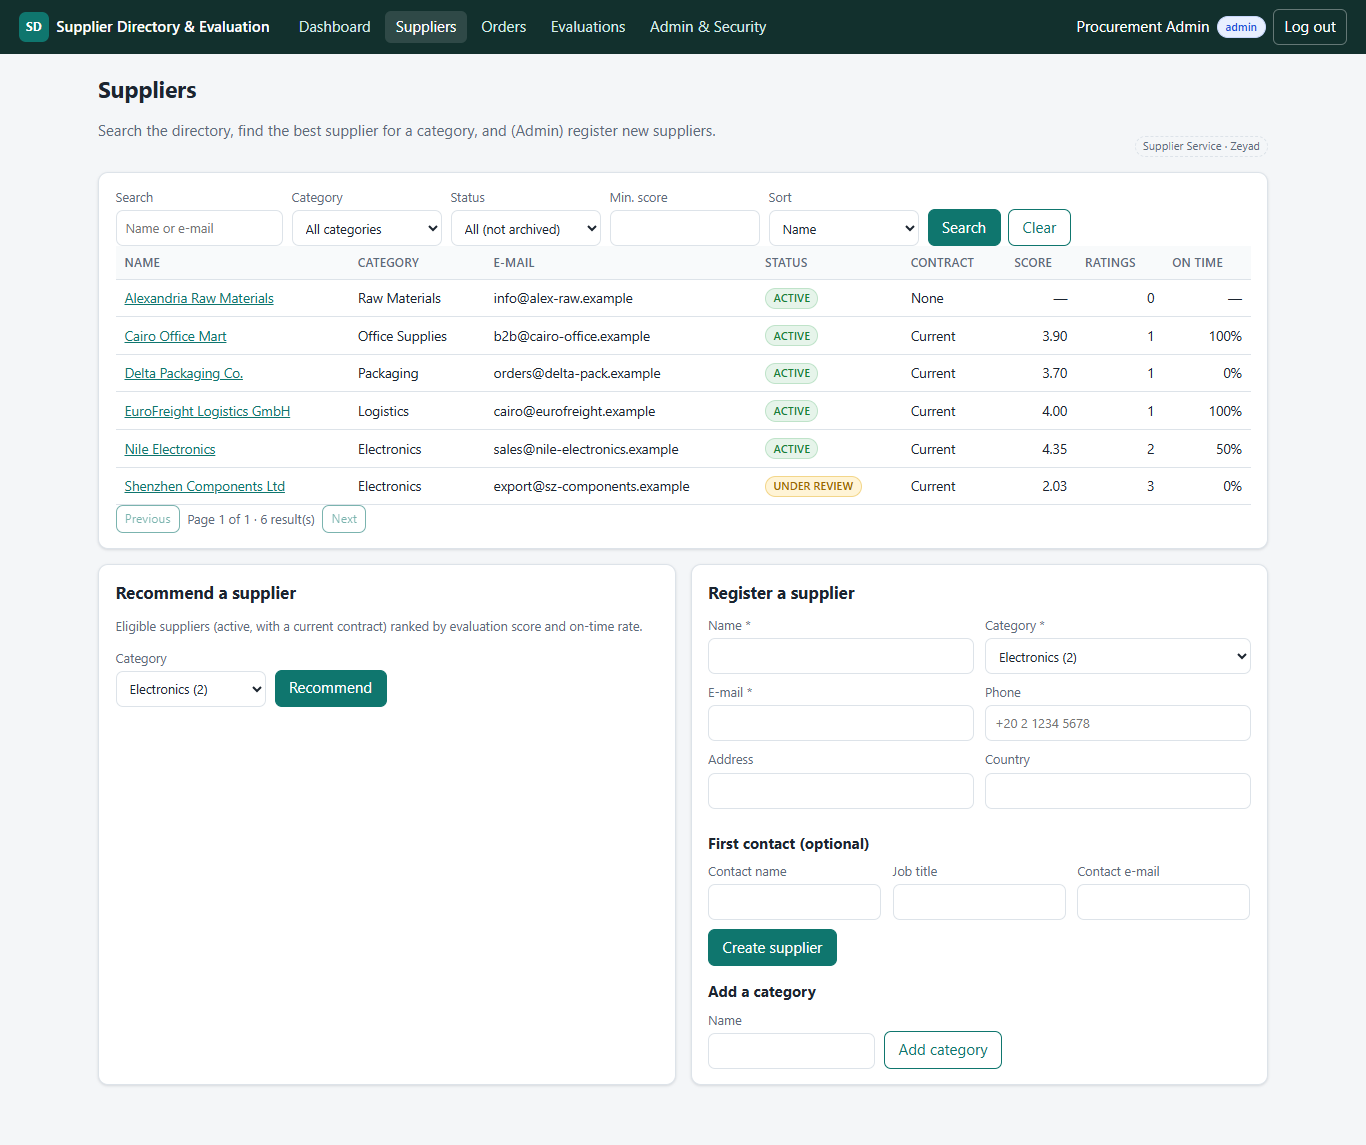 SD Supplier Directory & Evaluation Dashboard Suppliers Orders Evaluations Admin & Security Procurement Admin admin Log out
Suppliers
Search the directory, find the best supplier for a category, and (Admin) register new suppliers.
Supplier Service · Zeyad
Search Category Status Min. score Sort
Name or e-mail All categories All (not archived) Name Search Clear
NAME CATEGORY E-MAIL STATUS CONTRACT SCORE RATINGS ON TIME
Alexandria Raw Materials Raw Materials info@alex-raw.example ACTIVE None — 0 —
Cairo Office Mart Office Supplies b2b@cairo-office.example ACTIVE Current 3.90 1 100%
Delta Packaging Co. Packaging orders@delta-pack.example ACTIVE Current 3.70 1 0%
EuroFreight Logistics GmbH Logistics cairo@eurofreight.example ACTIVE Current 4.00 1 100%
Nile Electronics Electronics sales@nile-electronics.example ACTIVE Current 4.35 2 50%
Shenzhen Components Ltd Electronics export@sz-components.example UNDER REVIEW Current 2.03 3 0%
Previous Page 1 of 1 · 6 result(s) Next
Recommend a supplier
Eligible suppliers (active, with a current contract) ranked by evaluation score and on-time rate.
Category
Electronics (2) Recommend
Register a supplier
Name * Category *
Electronics (2)
E-mail * Phone
+20 2 1234 5678
Address Country
First contact (optional)
Contact name Job title Contact e-mail
Create supplier
Add a category
Name
Add category